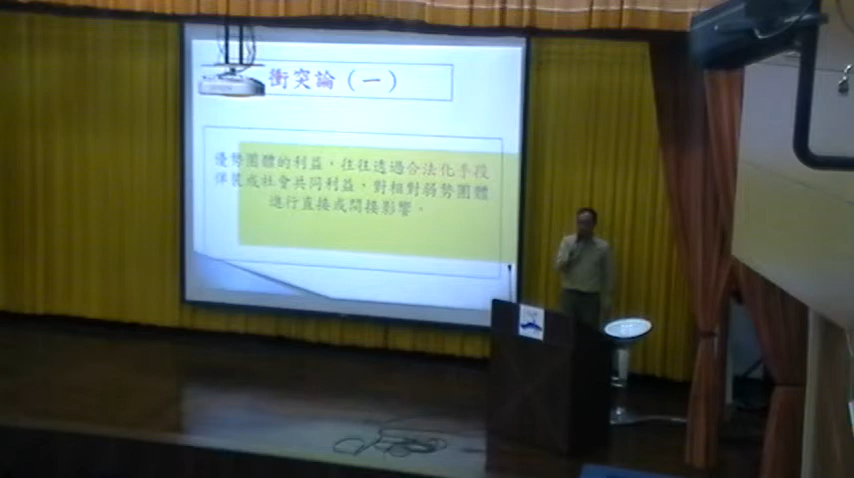 衝突論（一）
優勢團體的利益，往往透過合法化手段
佯裝成社會共同利益，對相對弱勢團體
進行直接或間接影響。